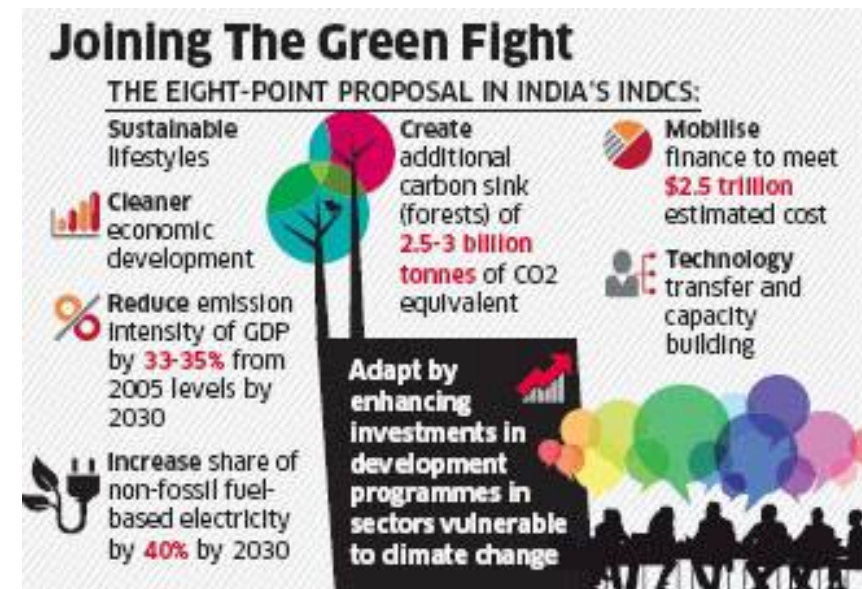 Joining The Green Fight
THE EIGHT-POINT PROPOSAL IN INDIA'S INDCS:
Sustainable
lifestyles
Cleaner
economic
development
Reduce emission
intensity of GDP
by 33-35% from
2005 levels by
2030
Increase share of
non-fossil fuel-
based electricity
by 40% by 2030
Create
additional
carbon sink
(forests) of
2.5-3 billion
tonnes of CO2
equivalent
Adapt by
enhancing
investments in
development
programmes in
sectors vulnerable
to climate change
Mobilise
finance to meet
$2.5 trillion
estimated cost
Technology
transfer and
capacity
building